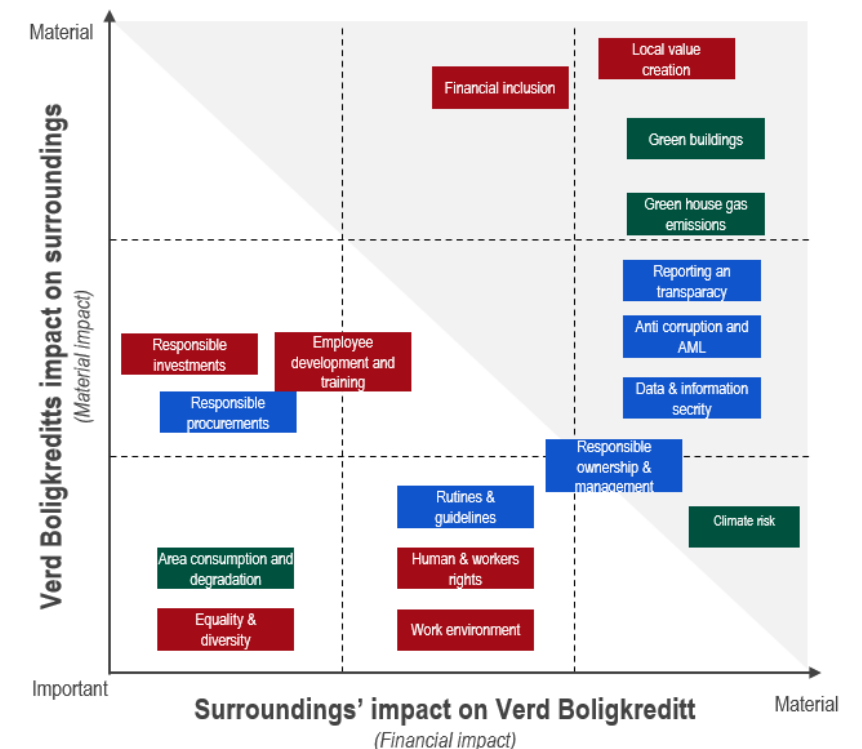 Material
Verd Boligkreditts impact on surroundings
(Material impact)
Local value
creation
Financial inclusion
Green buildings
Green house gas
emissions
Reporting an
transparacy
Anti corruption and
AML
Data & information
secrity
Responsible
investments
Employee
development and
training
Responsible
procurements
Responsible
ownership &
management
Rutines &
guidelines
Climate risk
Area consumption and
degradation
Human & workers
rights
Equality &
diversity
Work environment
Important
Material
Surroundings' impact on Verd Boligkreditt
(Financial impact)